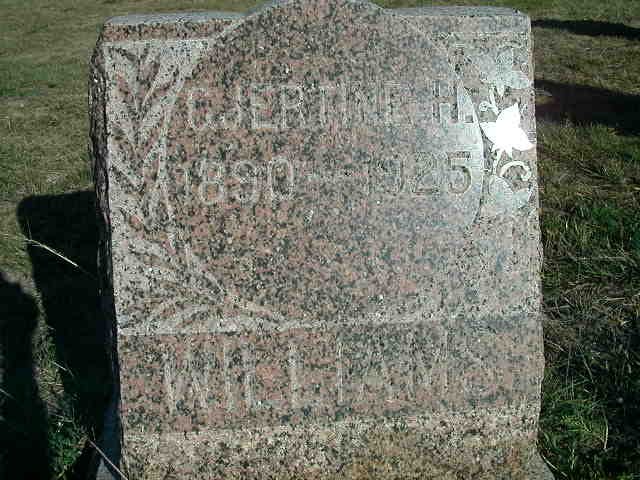 GJERTINE H.
1890 - 1925
WILLIAMS